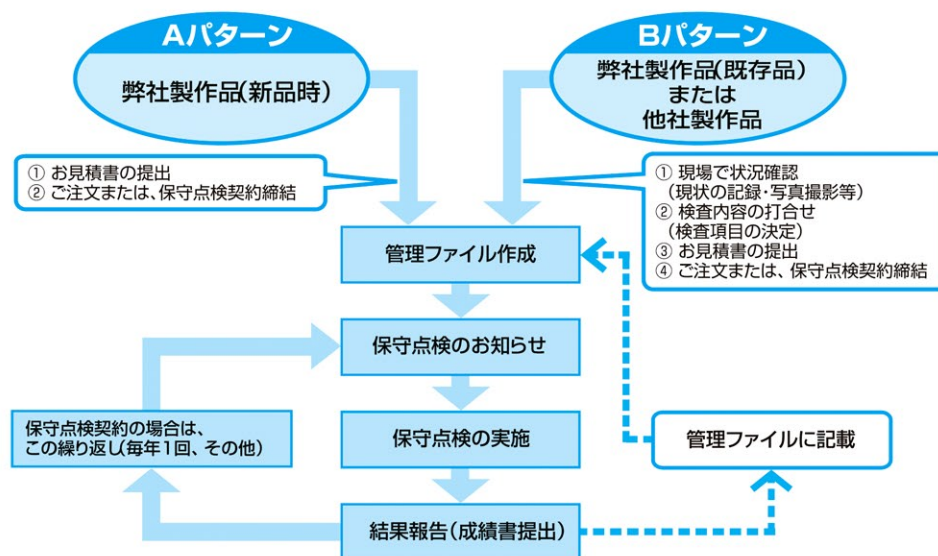 Aパターン
弊社製作品(新品時)
Bパターン
弊社製作品(既存品)
または
他社製作品
① お見積書の提出
② ご注文または、保守点検契約締結
① 現場で状況確認
(現状の記録・写真撮影等)
② 検査内容の打合せ
(検査項目の決定)
③ お見積書の提出
④ ご注文または、保守点検契約締結
管理ファイル作成
保守点検のお知らせ
保守点検契約の場合は、
この繰り返し(毎年1回、その他)
保守点検の実施
管理ファイルに記載
結果報告(成績書提出)